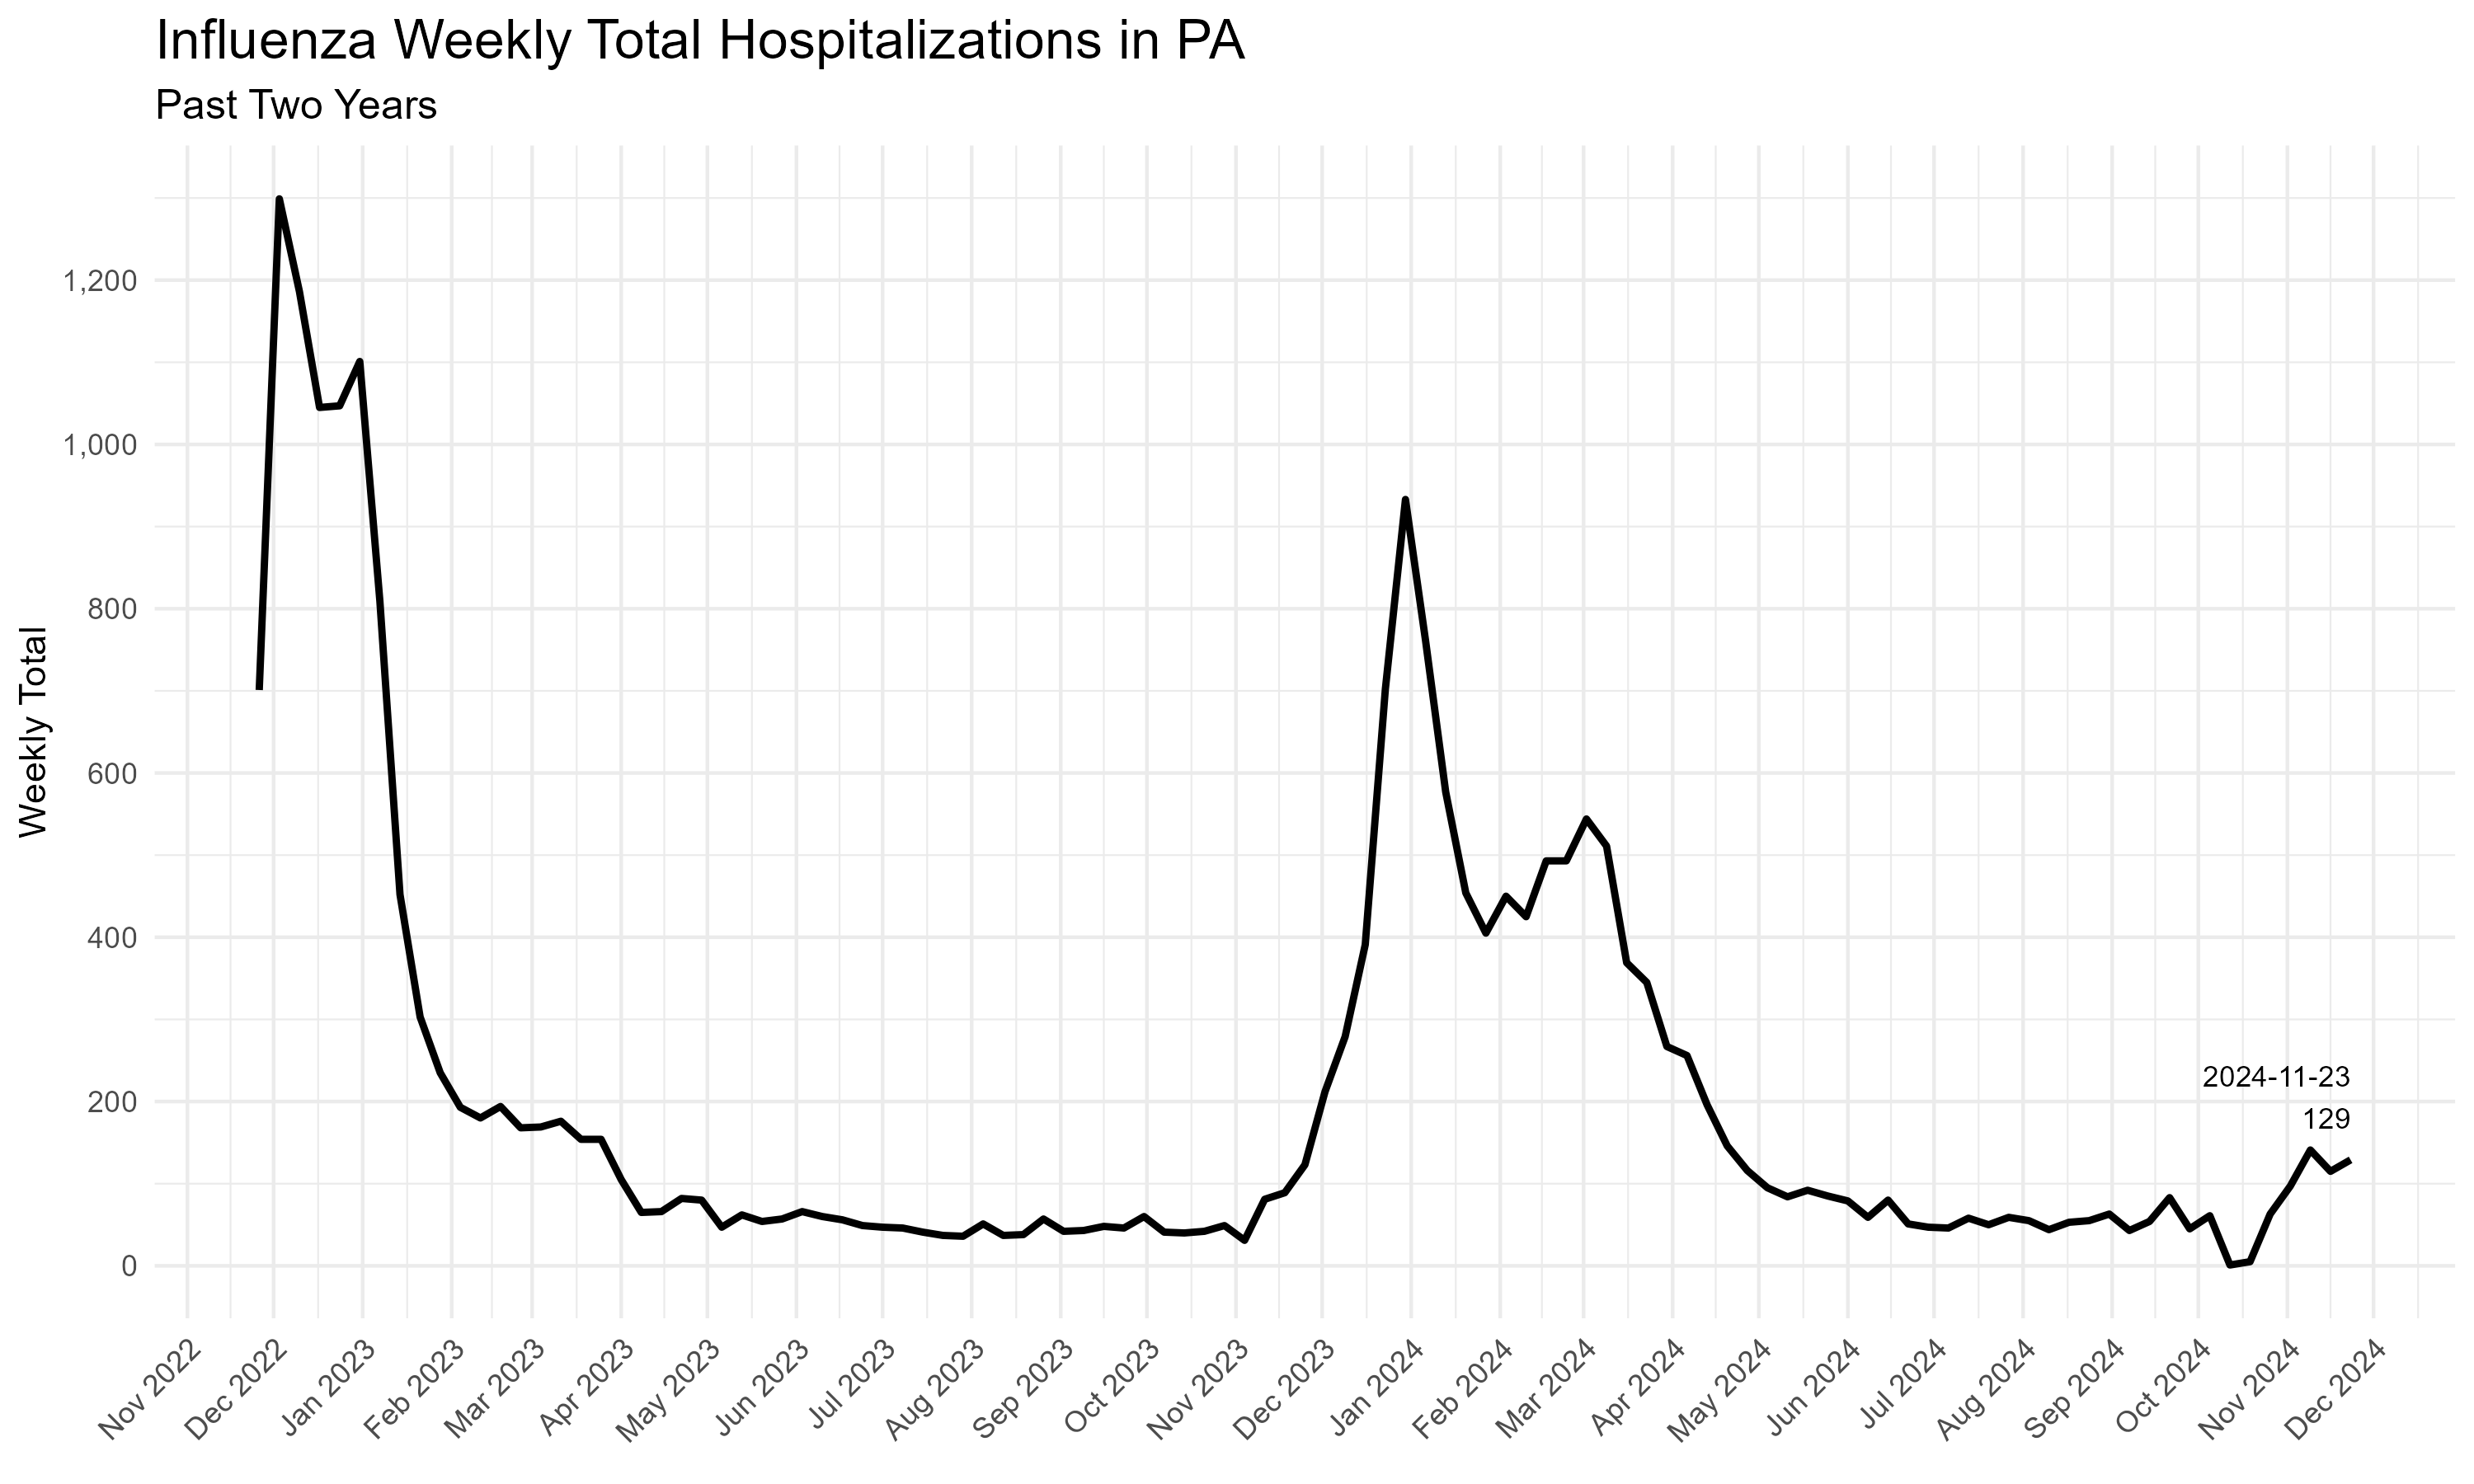 Influenza Weekly Total Hospitalizations in PA
Past Two Years
Weekly Total
1,200
1,000
800
600
400
200
0
2024-11-23
129
Nov 2022
Dec 2022
Jan 2023
Feb 2023
Mar 2023
Apr 2023
May 2023
Jun 2023
Jul 2023
Aug 2023
Sep 2023
Oct 2023
Nov 2023
Dec 2023
Jan 2024
Feb 2024
Mar 2024
Apr 2024
May 2024
Jun 2024
Jul 2024
Aug 2024
Sep 2024
Oct 2024
Nov 2024
Dec 2024